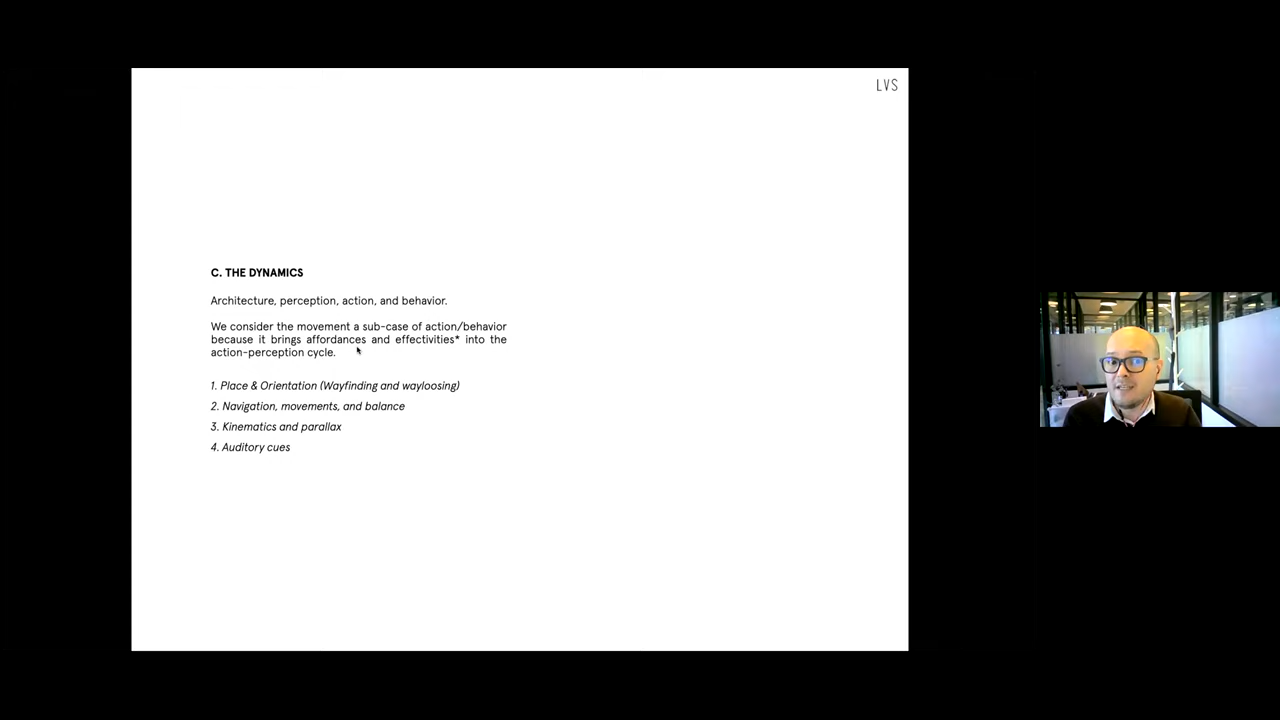 LVS
C. THE DYNAMICS
Architecture, perception, action, and behavior.
We consider the movement a sub-case of action/behavior
because it brings affordances and effectivities* into the
action-perception cycle.
1. Place & Orientation (Wayfinding and wayloosing)
2. Navigation, movements, and balance
3. Kinematics and parallax
4. Auditory cues